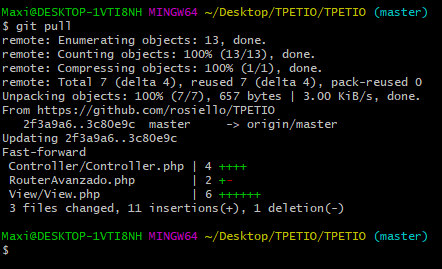 Maxi@DESKTOP-1VTI8NH MINGW64 ~/Desktop/TPETIO/TPETIO (master)
$ git pull
remote: Enumerating objects: 13, done.
remote: Counting objects: 100% (13/13), done.
remote: Compressing objects: 100% (1/1), done.
remote: Total 7 (delta 4), reused 7 (delta 4), pack-reused 0
Unpacking objects: 100% (7/7), 657 bytes | 3.00 KiB/s, done.
From https://github.com/rosiello/TPETIO
   2f3a9a6..3c80e9c  master     -> origin/master
Updating 2f3a9a6..3c80e9c
Fast-forward
 Controller/Controller.php | 4 ++++
 RouterAvanzado.php        | 2 +-
 View/View.php             | 6 ++++++
 3 files changed, 11 insertions(+), 1 deletion(-)
Maxi@DESKTOP-1VTI8NH MINGW64 ~/Desktop/TPETIO/TPETIO (master)
$